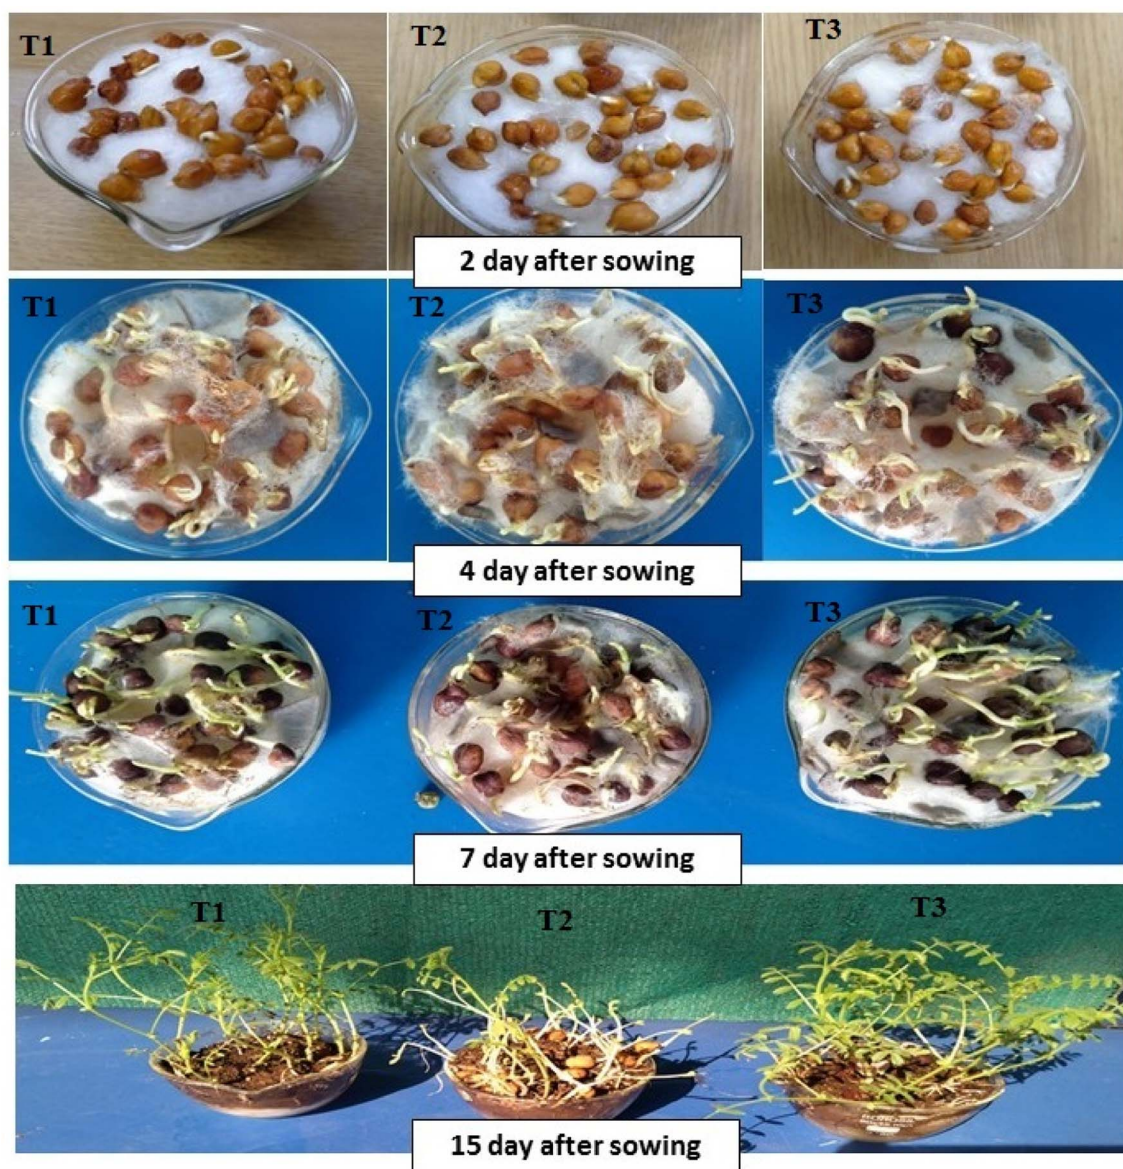 T1
T2
T3
2 day after sowing
T1
T2
T3
4 day after sowing
T1
T2
T3
7 day after sowing
T1
T2
T3
15 day after sowing